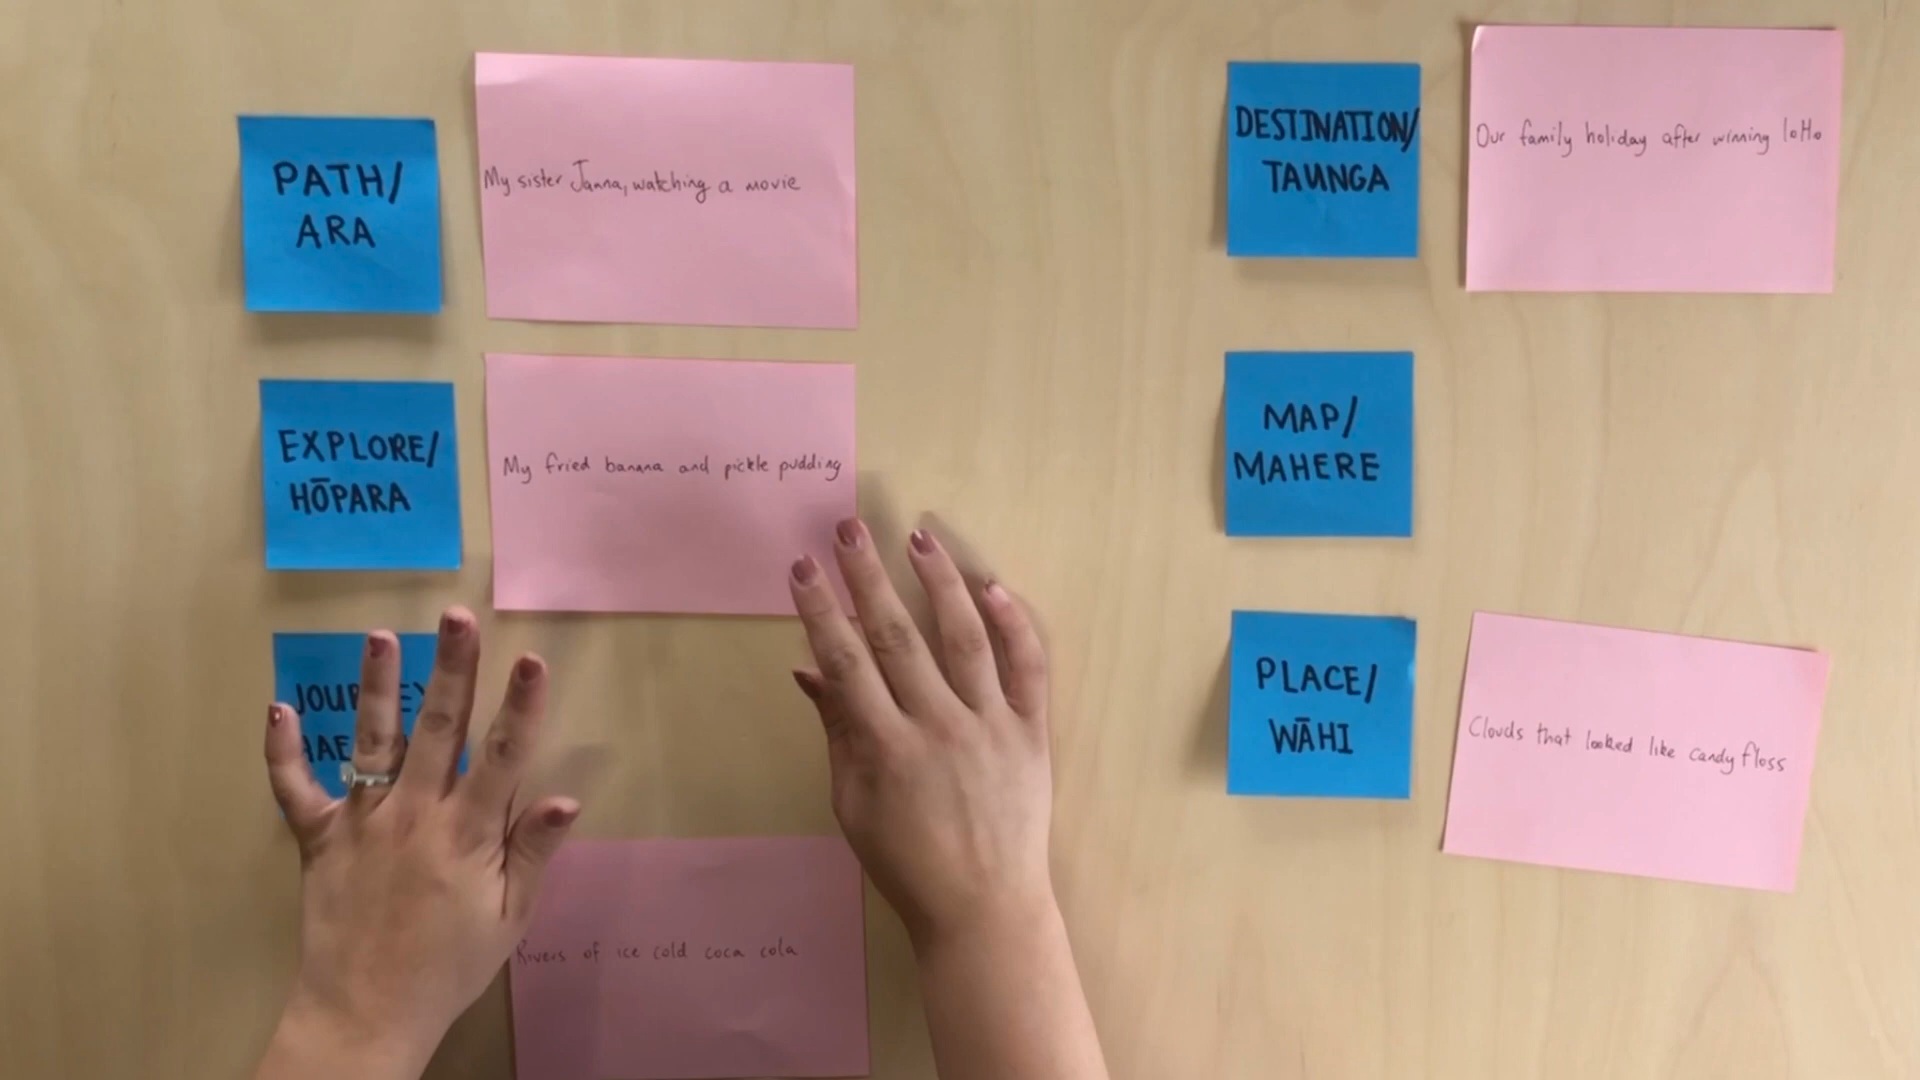 PATH/
ARA
My sister Janna, watching a movie
EXPLORE/
HŌPARA
My fried banana and pickle pudding
Rivers of ice cold coca cola
DESTINATION/
TAUNGA
Our family holiday after winning lotto
MAP/
MAHERE
PLACE/
WĀHI
Clouds that looked like candy floss